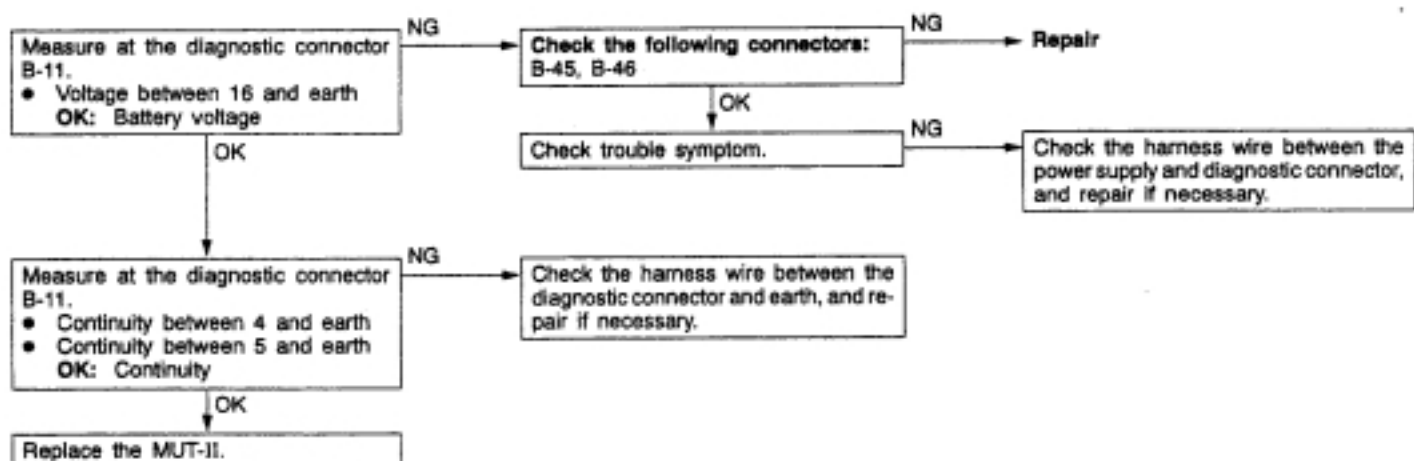 Measure at the diagnostic connector
B-11.
● Voltage between 16 and earth
OK: Battery voltage
NG
Check the following connectors:
B-45, B-46
NG
Repair
OK
Check trouble symptom.
NG
Check the harness wire between the
power supply and diagnostic connector,
and repair if necessary.
OK
Measure at the diagnostic connector
B-11.
● Continuity between 4 and earth
● Continuity between 5 and earth
OK: Continuity
NG
Check the harness wire between the
diagnostic connector and earth, and re-
pair if necessary.
OK
Replace the MUT-II.